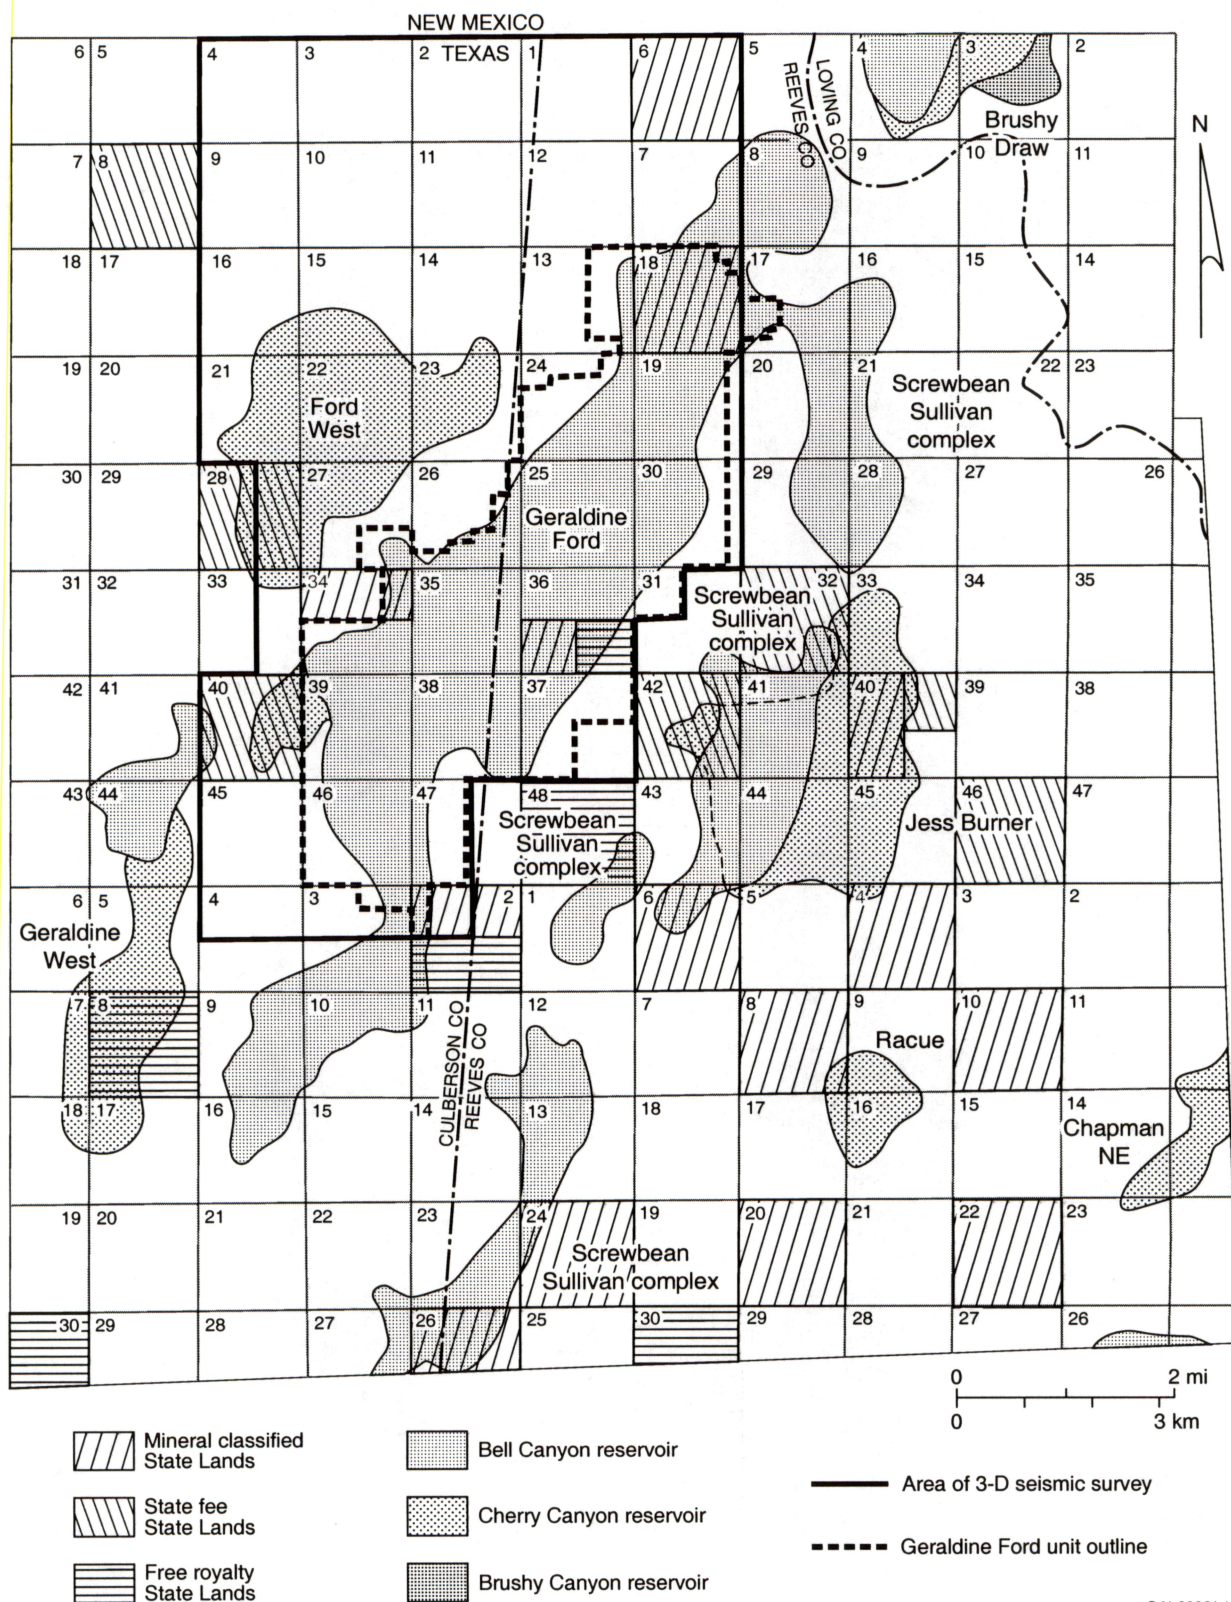 NEW MEXICO
TEXAS
6 5 4 3 2 1 6 5 4 3 2
LOVING CO
REEVES CO
Brushy
Draw
N
7 8 9 10 11 12 7 8 9 10 11
18 17 16 15 14 13 18 17 16 15 14
19 20 21 22 23 24 19 20 21 22 23
Ford
West
Screwbean
Sullivan
complex
30 29 28 27 26 25 30 29 28 27 26
Geraldine
Ford
31 32 33 34 35 36 31 32 33 34 35
Screwbean
Sullivan
complex
42 41 40 39 38 37 42 41 40 39 38
43 44 45 46 47 48 43 44 45 46 47
Screwbean
Sullivan
complex
Jess Burner
6 5 4 3 2 1 6 5 4 3 2
Geraldine
West
7 8 9 10 11 12 7 8 9 10 11
CULBERSON CO
REEVES CO
Racue
18 17 16 15 14 13 18 17 16 15 14
Chapman
NE
19 20 21 22 23 24 19 20 21 22 23
Screwbean
Sullivan complex
30 29 28 27 26 25 30 29 28 27 26
0 2 mi
0 3 km
Mineral classified
State Lands
State fee
State Lands
Free royalty
State Lands
Bell Canyon reservoir
Cherry Canyon reservoir
Brushy Canyon reservoir
Area of 3-D seismic survey
Geraldine Ford unit outline